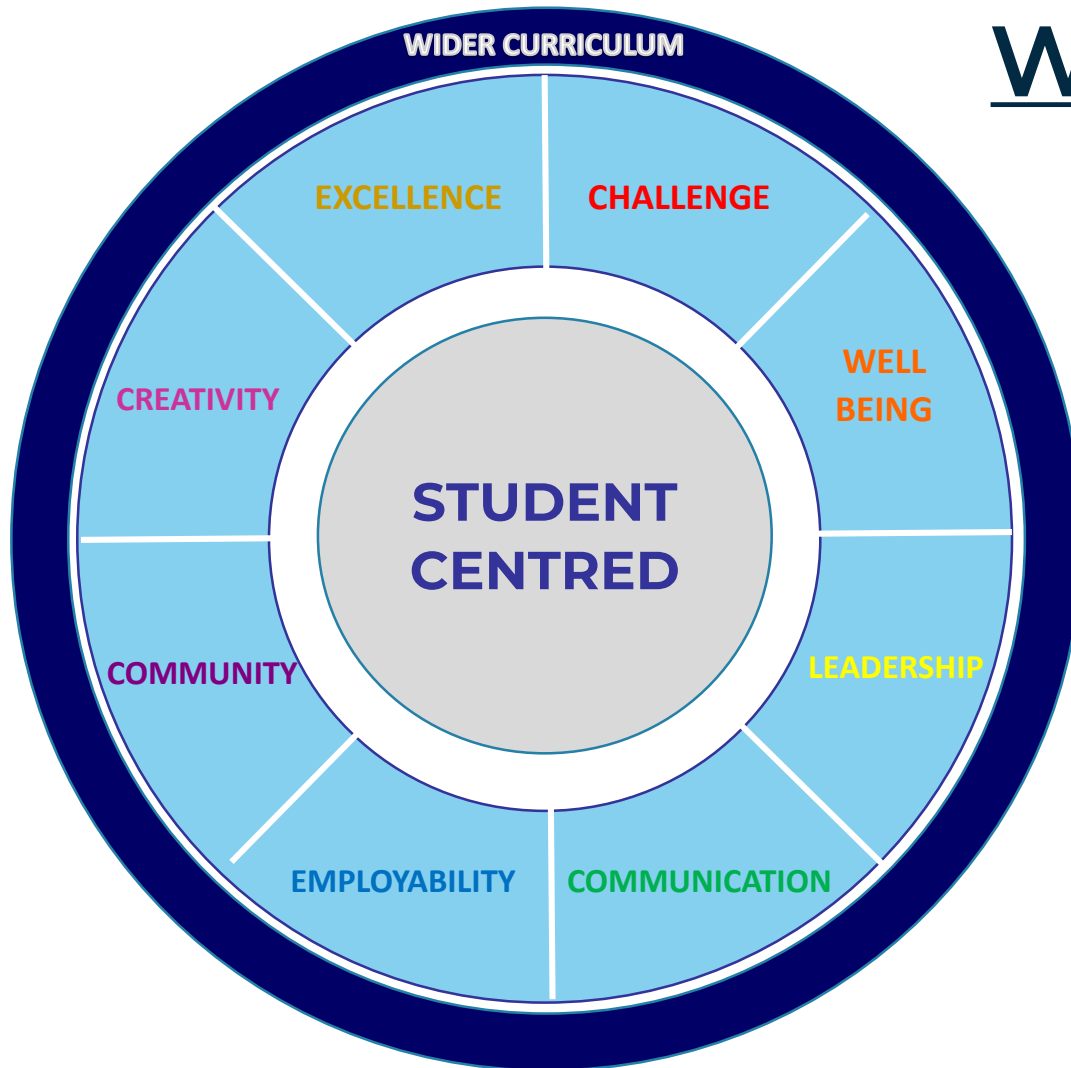 WIDER CURRICULUM
W
EXCELLENCE
CHALLENGE
WELL
BEING
CREATIVITY
STUDENT
CENTRED
COMMUNITY
LEADERSHIP
EMPLOYABILITY
COMMUNICATION